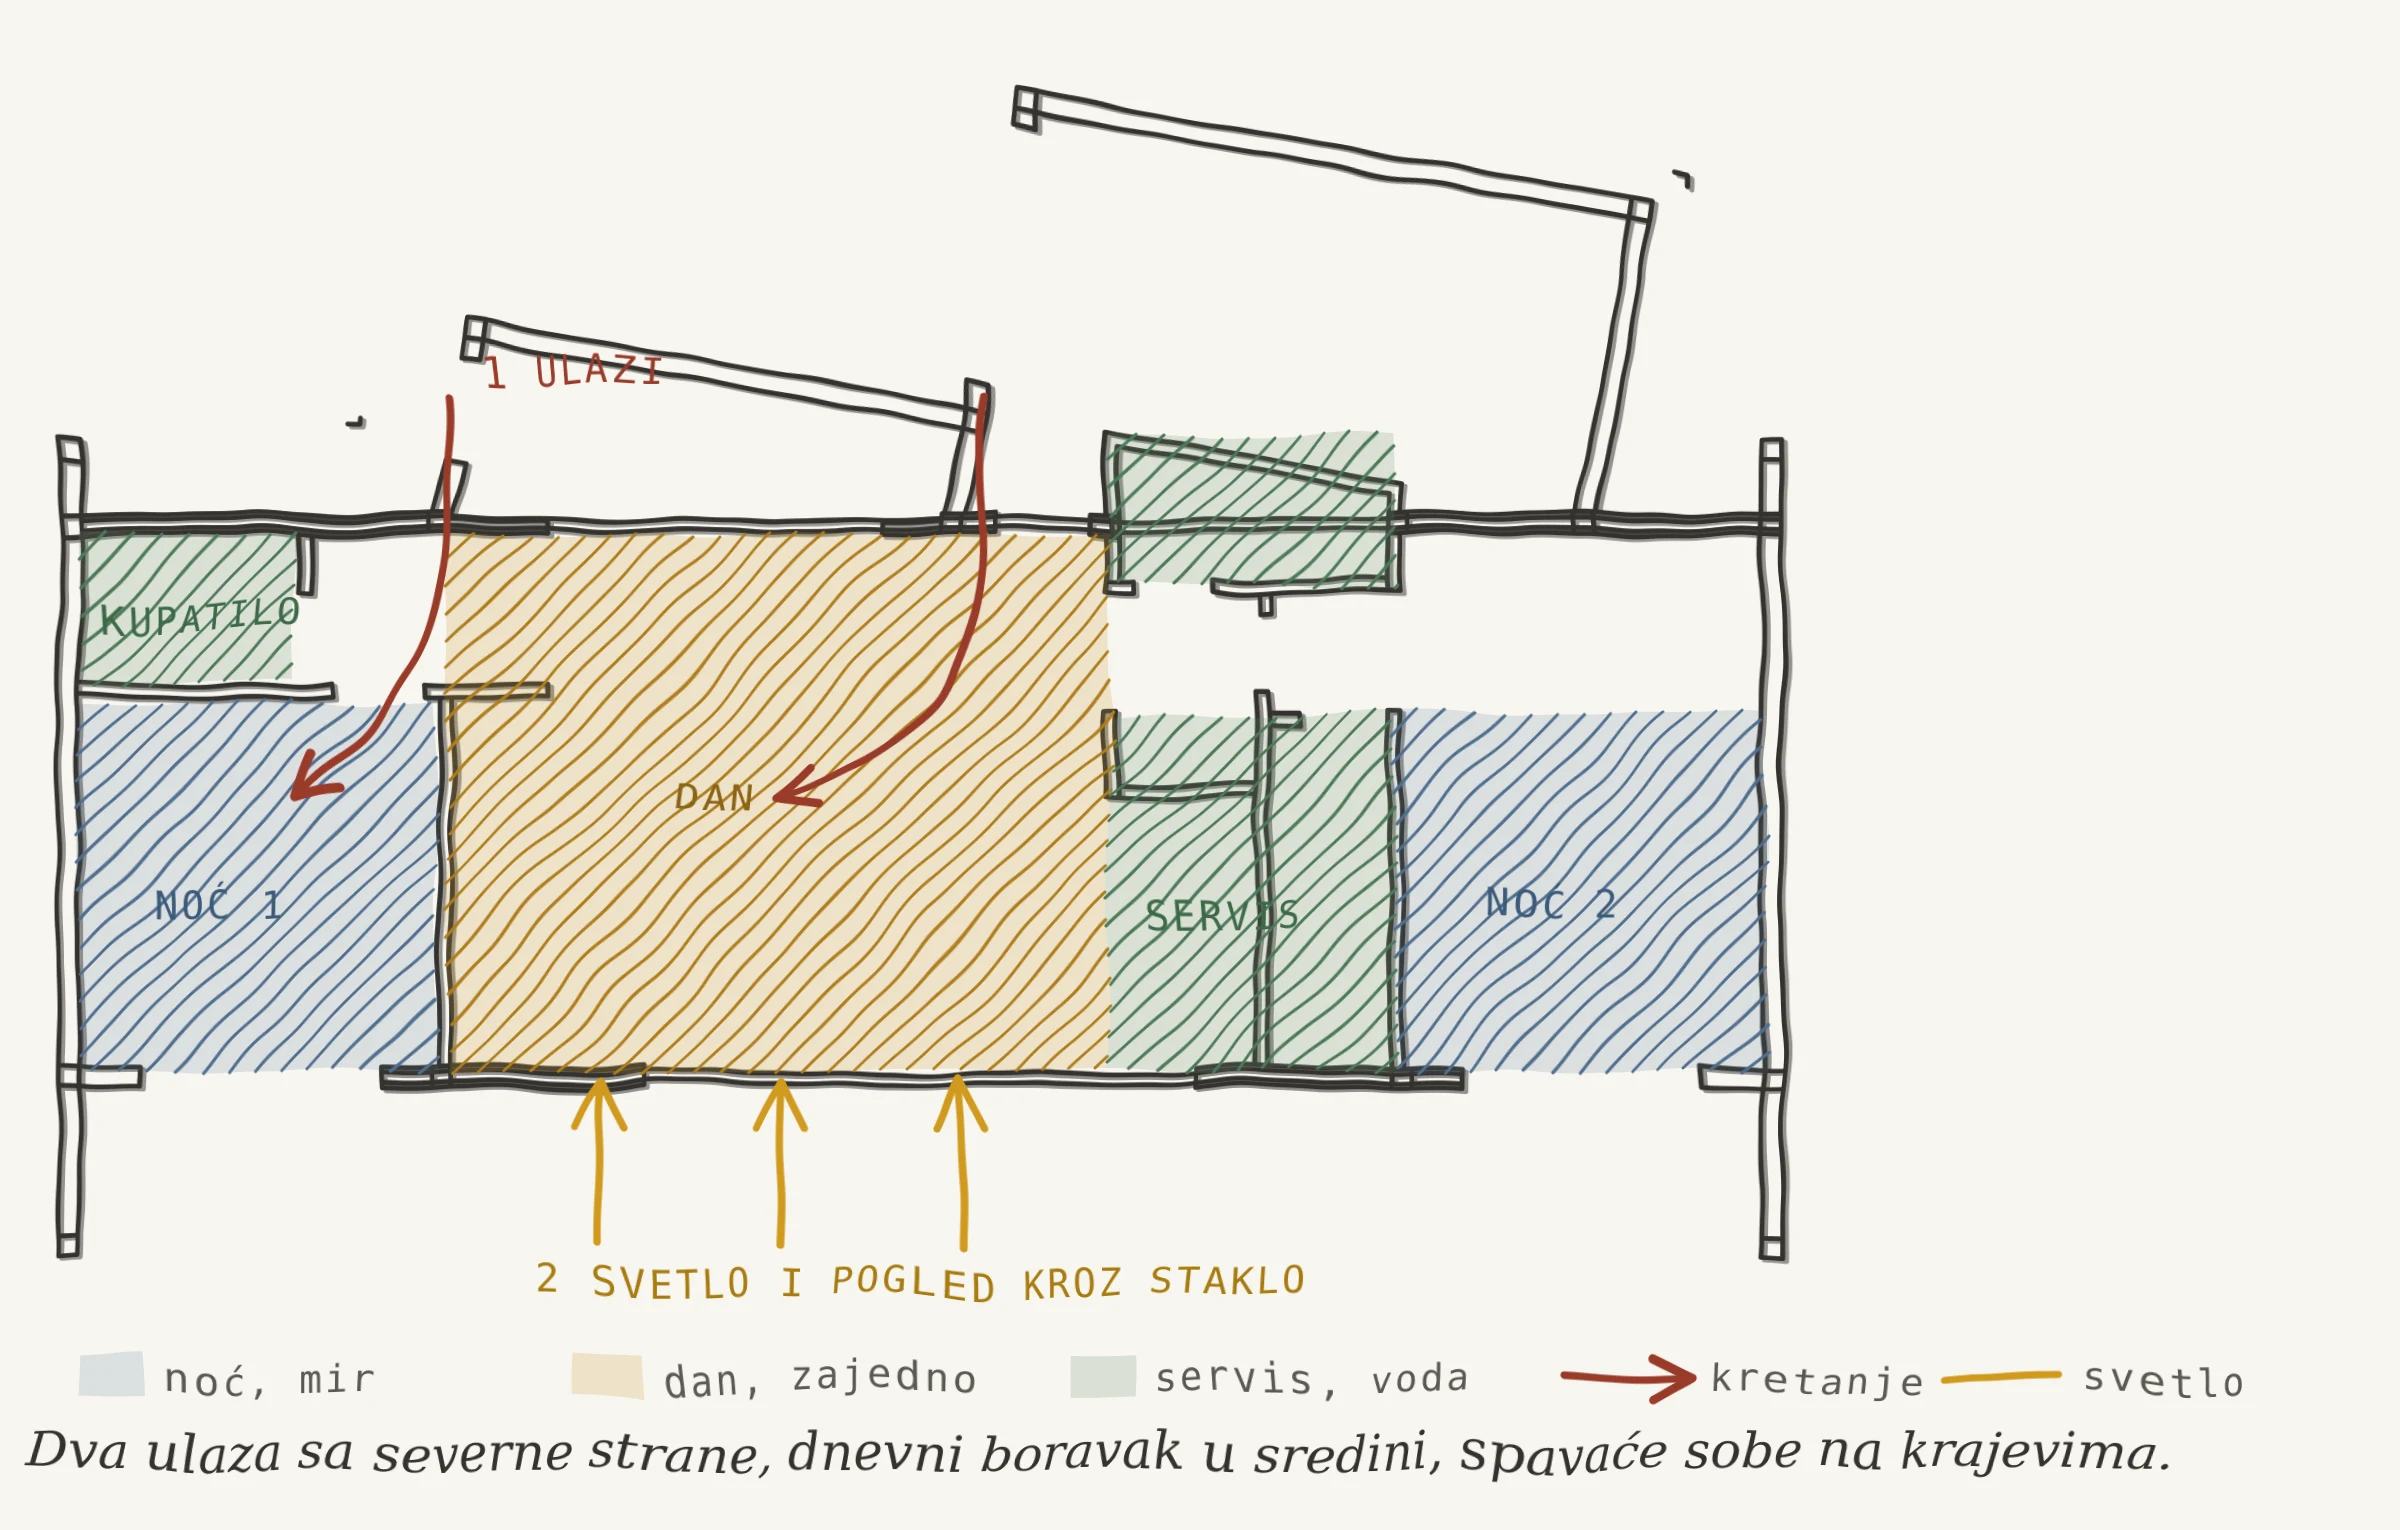 1 ULAZI
KUPATILO
DAN
NOĆ 1
SERVIS
NOĆ 2
2 SVETLO I POGLED KROZ STAKLO
noć, mir
dan, zajedno
servis, voda
kretanje
svetlo
Dva ulaza sa severne strane, dnevni boravak u sredini, spavaće sobe na krajevima.